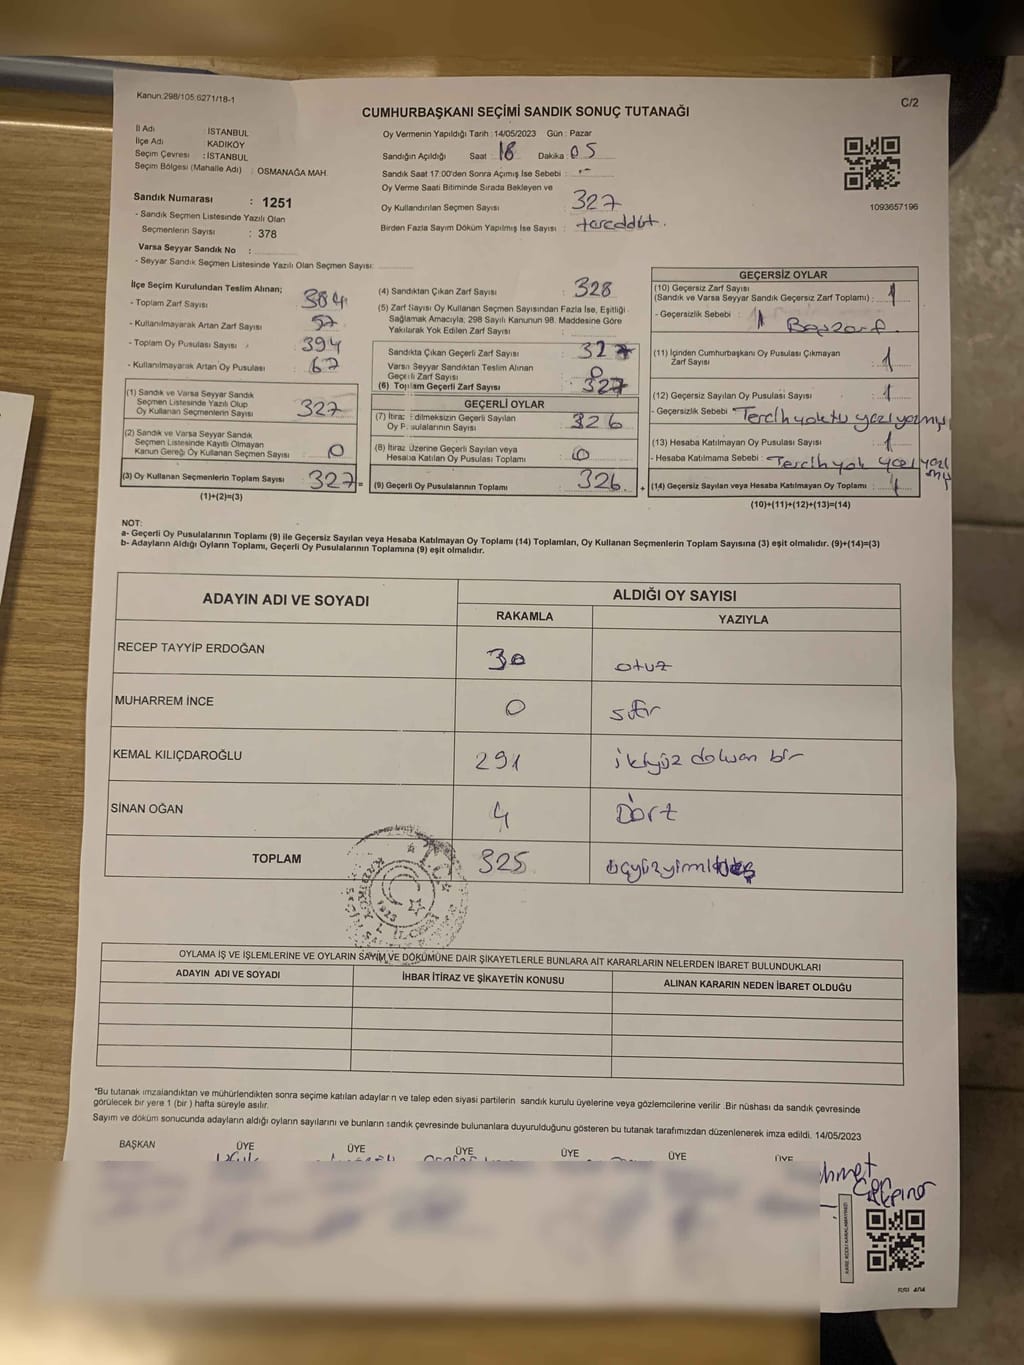 Kanun:298/105,6271/18-1
C/2
CUMHURBAŞKANI SEÇİMİ SANDIK SONUÇ TUTANAĞI
İl Adı : İSTANBUL
İlçe Adı : KADIKÖY
Seçim Çevresi : İSTANBUL
Seçim Bölgesi (Mahalle Adı) : OSMANAĞA MAH.
Sandık Numarası : 1251
- Sandık Seçmen Listesinde Yazılı Olan
Seçmenlerin Sayısı : 378
Varsa Seyyar Sandık No :
- Seyyar Sandık Seçmen Listesinde Yazılı Olan Seçmen Sayısı:
Oy Vermenin Yapıldığı Tarih : 14/05/2023 Gün : Pazar
Sandığın Açıldığı Saat : 18 Dakika : 05
Sandık Saat 17:00'den Sonra Açılmış İse Sebebi : -
Oy Verme Saati Bitiminde Sırada Bekleyen ve
Oy Kullandırılan Seçmen Sayısı : 327
Birden Fazla Sayım Döküm Yapılmış İse Sayısı : tereddüt.
1093657196
İlçe Seçim Kurulundan Teslim Alınan;
- Toplam Zarf Sayısı : 384
- Kullanılmayarak Artan Zarf Sayısı : 57
- Toplam Oy Pusulası Sayısı : 394
- Kullanılmayarak Artan Oy Pusulası : 67
(1) Sandık ve Varsa Seyyar Sandık
Seçmen Listesinde Yazılı Olup
Oy Kullanan Seçmenlerin Sayısı : 327
(2) Sandık ve Varsa Seyyar Sandık
Seçmen Listesinde Kayıtlı Olmayan
Kanun Gereği Oy Kullanan Seçmen Sayısı : 0
(3) Oy Kullanan Seçmenlerin Toplam Sayısı : 327 =
(1)+(2)=(3)
(4) Sandıktan Çıkan Zarf Sayısı : 328
(5) Zarf Sayısı Oy Kullanan Seçmen Sayısından Fazla İse, Eşitliği
Sağlamak Amacıyla, 298 Sayılı Kanunun 98. Maddesine Göre
Yakılarak Yok Edilen Zarf Sayısı :
Sandıkta Çıkan Geçerli Zarf Sayısı : 327
Varsa Seyyar Sandıktan Teslim Alınan
Geçerli Zarf Sayısı : 0
(6) Toplam Geçerli Zarf Sayısı : 327
GEÇERLİ OYLAR
(7) İtiraz Edilmeksizin Geçerli Sayılan
Oy Pusulalarının Sayısı : 326
(8) İtiraz Üzerine Geçerli Sayılan veya
Hesaba Katılan Oy Pusulası Toplamı : 0
(9) Geçerli Oy Pusulalarının Toplamı : 326 +
GEÇERSİZ OYLAR
(10) Geçersiz Zarf Sayısı
(Sandık ve Varsa Seyyar Sandık Geçersiz Zarf Toplamı) : 1
- Geçersizlik Sebebi : 1 Boş zarf.
(11) İçinden Cumhurbaşkanı Oy Pusulası Çıkmayan
Zarf Sayısı : 1
(12) Geçersiz Sayılan Oy Pusulası Sayısı : 1
- Geçersizlik Sebebi : Tercih yoktu
(13) Hesaba Katılmayan Oy Pusulası Sayısı : 1
- Hesaba Katılmama Sebebi : Tercih yok
(14) Geçersiz Sayılan veya Hesaba Katılmayan Oy Toplamı : 1
(10)+(11)+(12)+(13)=(14)
NOT:
a- Geçerli Oy Pusulalarının Toplamı (9) ile Geçersiz Sayılan veya Hesaba Katılmayan Oy Toplamı (14) Toplamları, Oy Kullanan Seçmenlerin Toplam Sayısına (3) eşit olmalıdır. (9)+(14)=(3)
b- Adayların Aldığı Oyların Toplamı, Geçerli Oy Pusulalarının Toplamına (9) eşit olmalıdır.
ADAYIN ADI VE SOYADI ALDIĞI OY SAYISI
RAKAMLA YAZIYLA
RECEP TAYYİP ERDOĞAN 30 otuz
MUHARREM İNCE 0 sıfır
KEMAL KILIÇDAROĞLU 291 ikiyüz doksan bir
SİNAN OĞAN 4 Dört
TOPLAM 325 üçyüzyirmibeş
OYLAMA İŞ VE İŞLEMLERİNE VE OYLARIN SAYIM VE DÖKÜMÜNE DAİR ŞİKAYETLERLE BUNLARA AİT KARARLARIN NELERDEN İBARET BULUNDUKLARI
ADAYIN ADI VE SOYADI İHBAR İTİRAZ VE ŞİKAYETİN KONUSU ALINAN KARARIN NEDEN İBARET OLDUĞU
*Bu tutanak imzalandıktan ve mühürlendikten sonra seçime katılan adayların ve talep eden siyasi partilerin sandık kurulu üyelerine veya gözlemcilerine verilir. Bir nüshası da sandık çevresinde
görülecek bir yere 1 (bir) hafta süreyle asılır.
Sayım ve döküm sonucunda adayların aldığı oyların sayılarını ve bunların sandık çevresinde bulunanlara duyurulduğunu gösteren bu tutanak tarafımızdan düzenlenerek imza edildi. 14/05/2023
BAŞKAN ÜYE ÜYE ÜYE ÜYE ÜYE ÜYE
KARE KODU KARALAMAYINIZ!